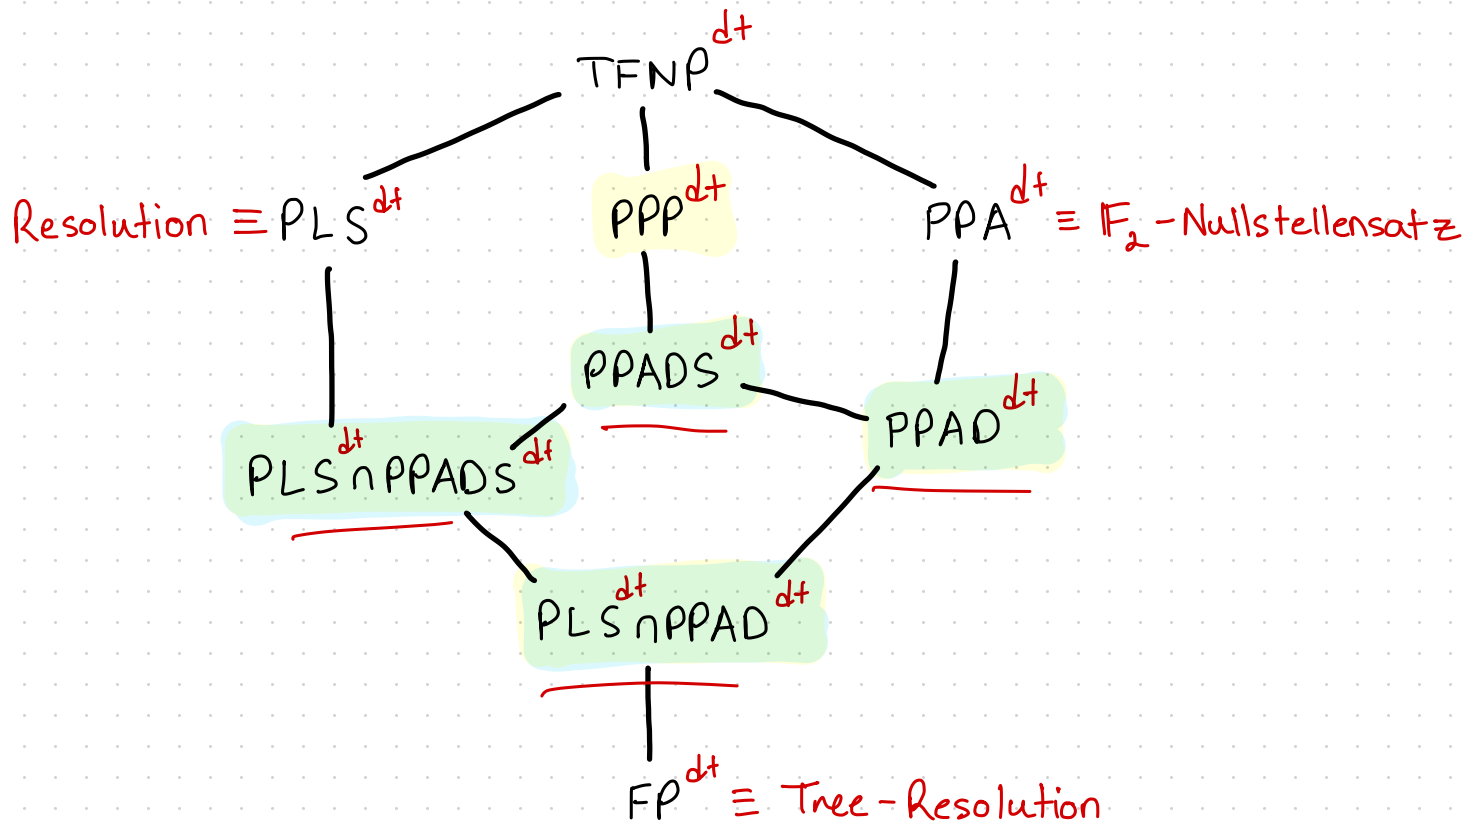 TFNP^dt
Resolution ≡ PLS^dt
PPP^dt
PPA^dt ≡ 𝔽₂-Nullstellensatz
PPADS^dt
PPAD^dt
PLS^dt ∩ PPADS^dt
PLS^dt ∩ PPAD^dt
FP^dt ≡ Tree-Resolution